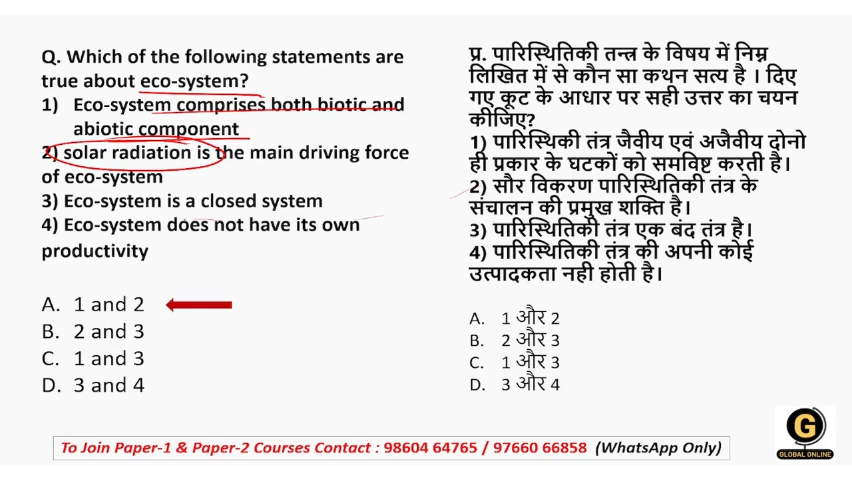 Q. Which of the following statements are
true about eco-system?
1) Eco-system comprises both biotic and
abiotic component
2) solar radiation is the main driving force
of eco-system
3) Eco-system is a closed system
4) Eco-system does not have its own
productivity
A. 1 and 2
B. 2 and 3
C. 1 and 3
D. 3 and 4
प्र. पारिस्थितिकी तन्त्र के विषय में निम्न
लिखित में से कौन सा कथन सत्य है । दिए
गए कूट के आधार पर सही उत्तर का चयन
कीजिए?
1) पारिस्थिकी तंत्र जैवीय एवं अजैवीय दोनो
ही प्रकार के घटकों को समविष्ट करती है।
2) सौर विकरण पारिस्थितिकी तंत्र के
संचालन की प्रमुख शक्ति है।
3) पारिस्थितिकी तंत्र एक बंद तंत्र है।
4) पारिस्थितिकी तंत्र की अपनी कोई
उत्पादकता नही होती है।
A. 1 और 2
B. 2 और 3
C. 1 और 3
D. 3 और 4
To Join Paper-1 & Paper-2 Courses Contact : 98604 64765 / 97660 66858 (WhatsApp Only)
G
GLOBAL ONLINE